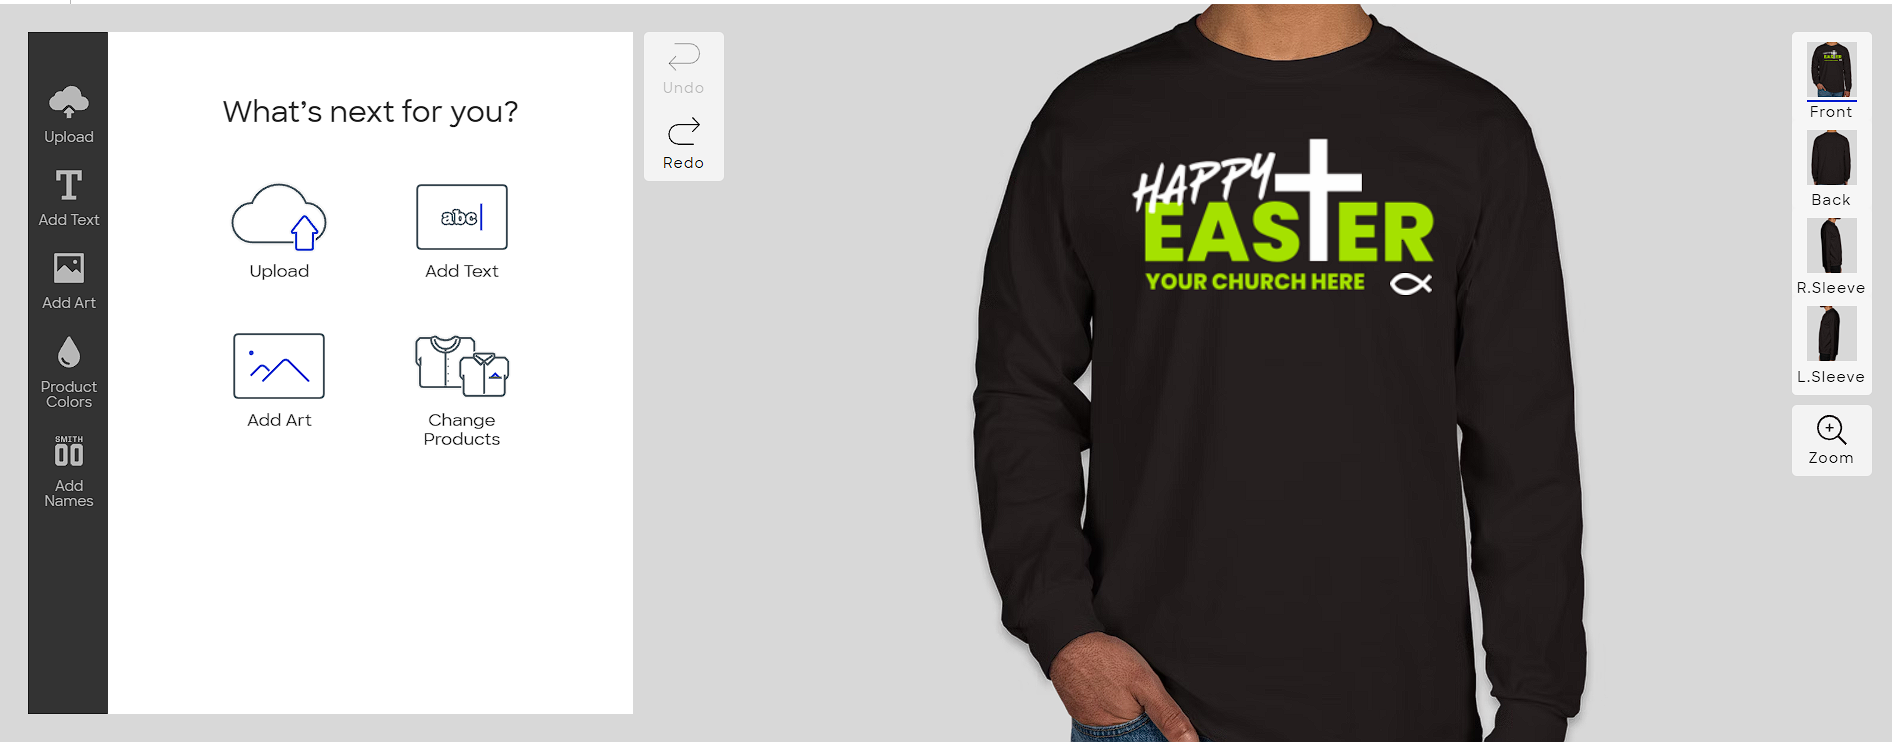 Upload
Add Text
Add Art
Product
Colors
SMITH
00
Add
Names
What's next for you?
Upload
abc
Add Text
Add Art
Change
Products
Undo
Redo
HAPPY
EASTER
YOUR CHURCH HERE
Front
Back
R.Sleeve
L.Sleeve
Zoom